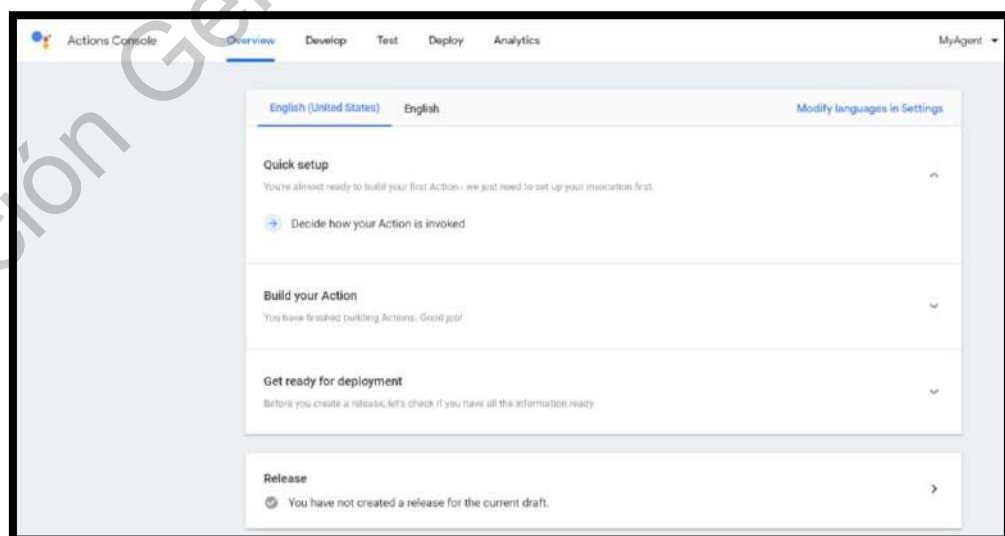 Actions Console
Overview Develop Test Deploy Analytics
MyAgent
English (United States) English
Modify languages in Settings
Quick setup
You're almost ready to build your first Action - we just need to set up your invocation first.
Decide how your Action is invoked
Build your Action
You have finished building Actions. Good job!
Get ready for deployment
Before you create a release, let's check if you have all the information ready.
Release
You have not created a release for the current draft.
ción Ge